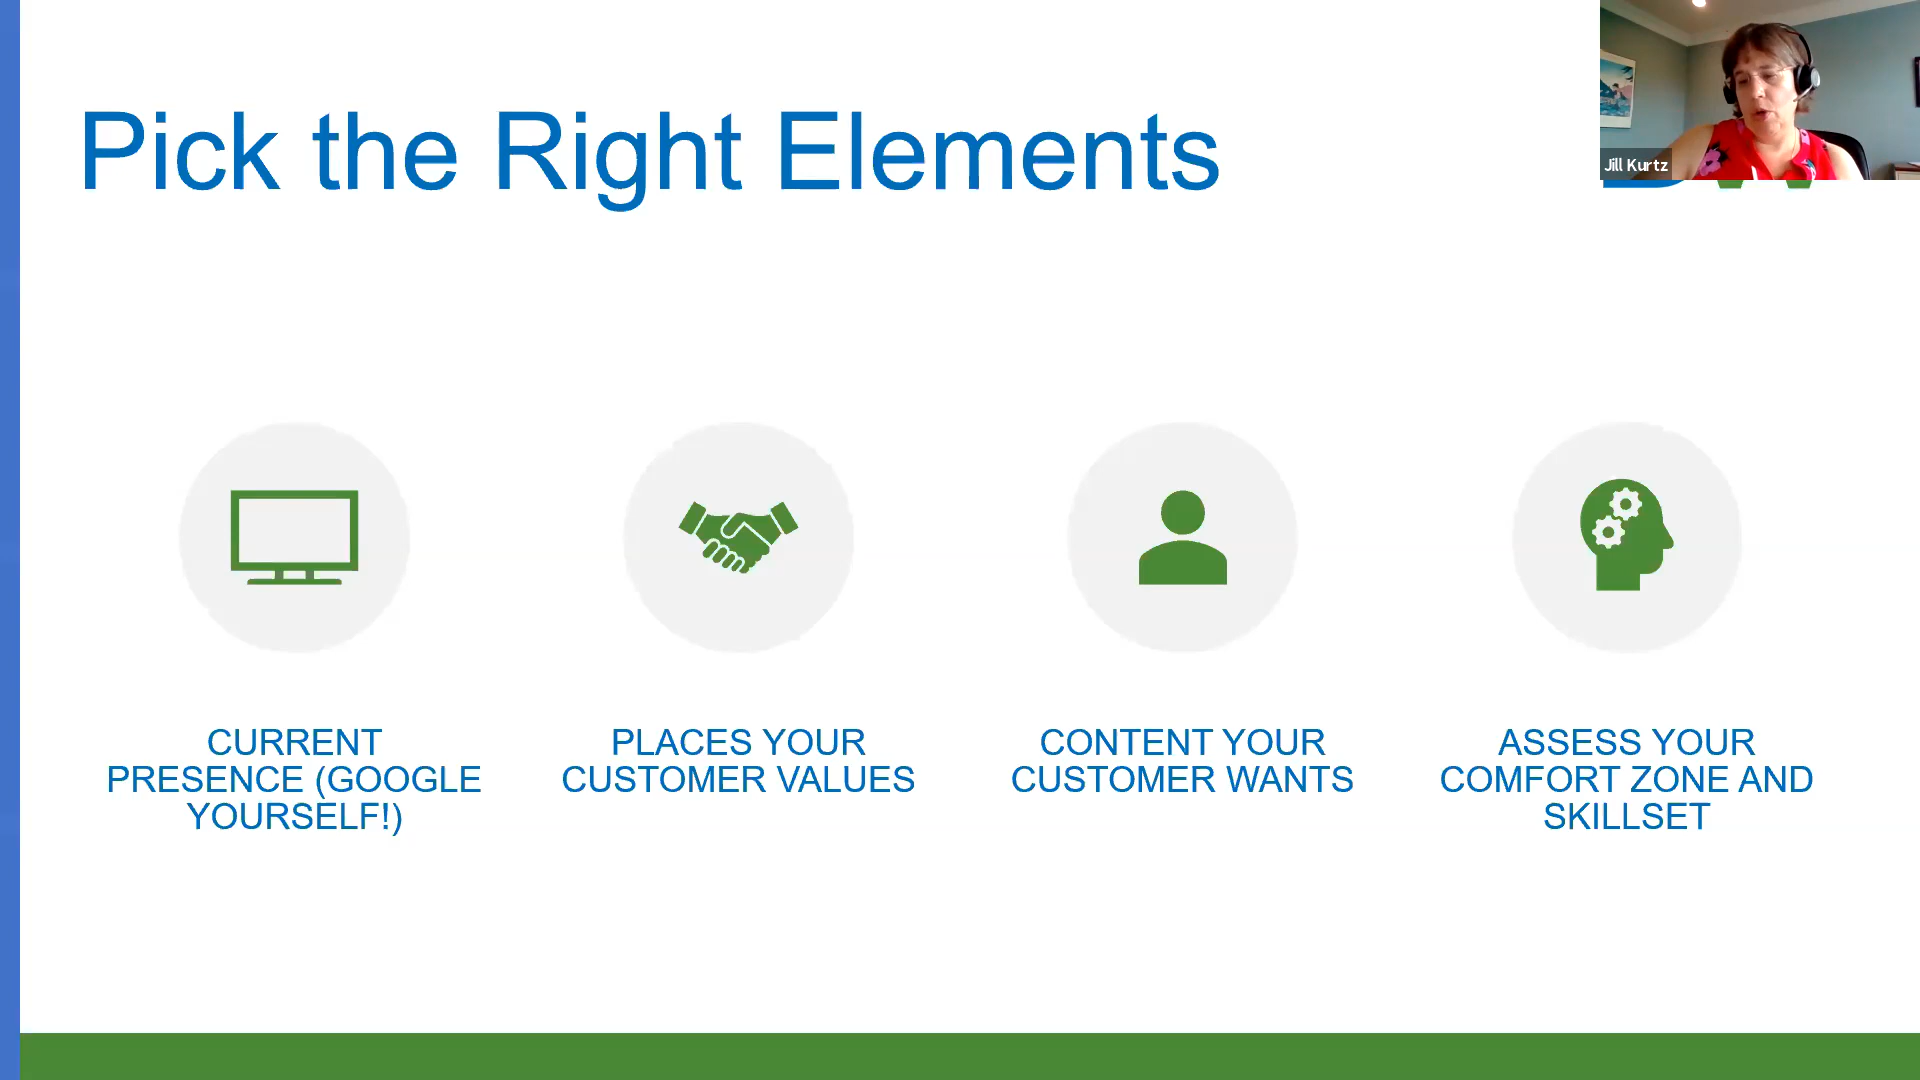 Pick the Right Elements
Jill Kurtz
CURRENT
PRESENCE (GOOGLE
YOURSELF!)
PLACES YOUR
CUSTOMER VALUES
CONTENT YOUR
CUSTOMER WANTS
ASSESS YOUR
COMFORT ZONE AND
SKILLSET